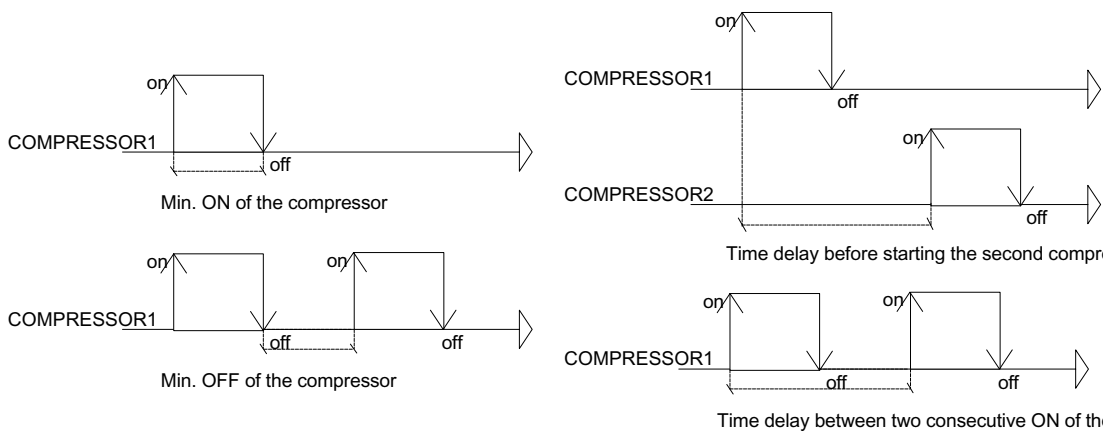 on
COMPRESSOR1
off
Min. ON of the compressor
on
on
COMPRESSOR1
off
off
Min. OFF of the compressor
on
COMPRESSOR1
off
on
COMPRESSOR2
off
Time delay before starting the second
on
on
COMPRESSOR1
off
off
Time delay between two consecutive ON of